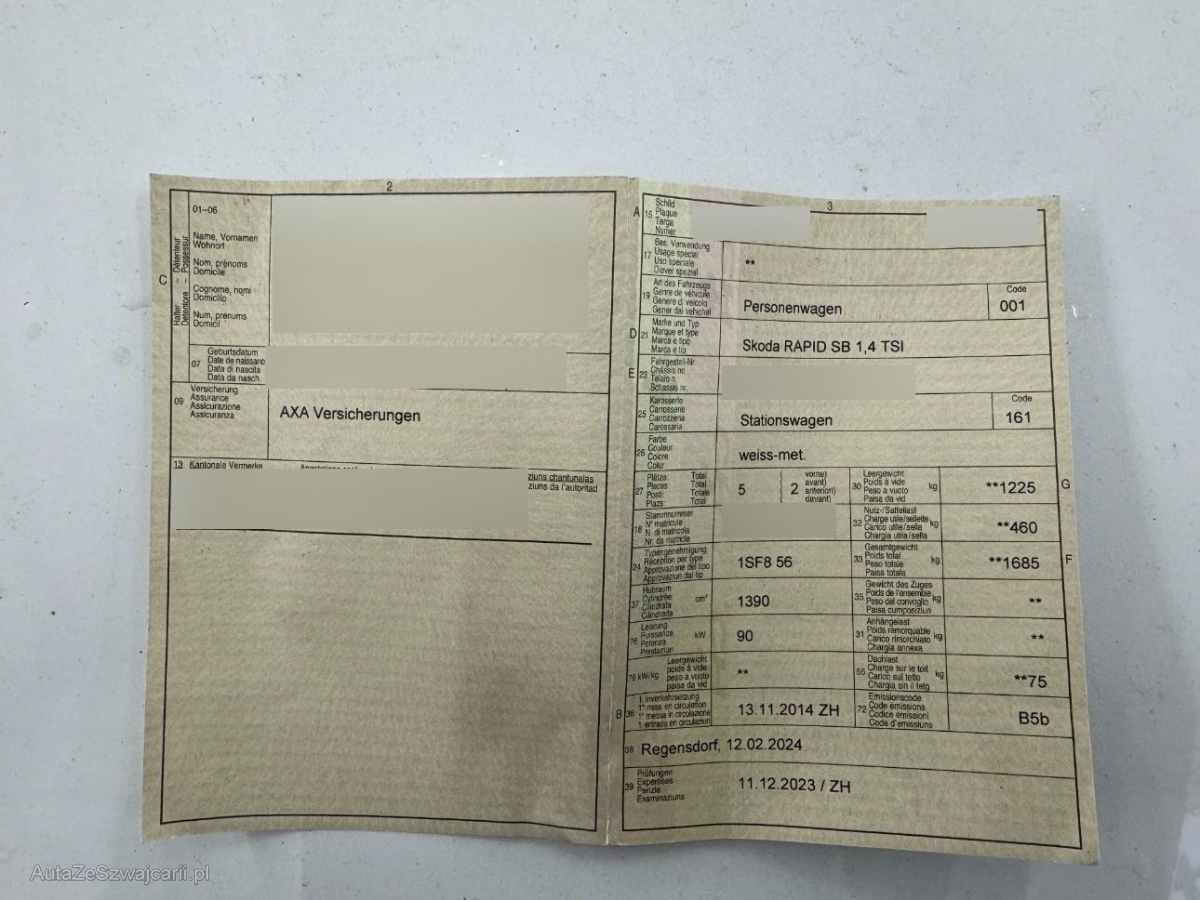 2
01–06
Name, Vornamen
Wohnort
Nom, prénoms
Domicile
Cognome, nomi
Domicilio
Num, prenums
Domicil
C
Halter – Détenteur
Detentore – Possessur
07
Geburtsdatum
Date de naissance
Data di nascita
Data da nasch.
09
Versicherung
Assurance
Assicurazione
Assicuranza
AXA Versicherungen
13 Kantonale Vermerke
ziuns chantunalas
ziuns da l'autoritad
3
A 15
Schild
Plaque
Targa
Numer
17
Bes. Verwendung
Usage spécial
Uso speciale
Diever spezial
**
19
Art des Fahrzeugs
Genre de véhicule
Genere di veicolo
Gener dal vehichel
Personenwagen
Code
001
D 21
Marke und Typ
Marque et type
Marca e tipo
Marca e tip
Skoda RAPID SB 1,4 TSI
E 23
Fahrgestell-Nr.
Châssis no
Telaio n.
Schassis nr.
25
Karosserie
Carrosserie
Carrozzeria
Carossaria
Stationswagen
Code
161
26
Farbe
Couleur
Colore
Color
weiss-met.
27
Plätze: Total
Places: Total
Posti: Totale
Plazs: Total
5
2
vorne)
avant)
anteriori)
davant)
30
Leergewicht
Poids à vide
Peso a vuoto
Paisa da vid
kg
**1225
G
18
Stammnummer
N° matricule
N. di matricola
Nr. da matricla
32
Nutz-/Sattellast
Charge utile/sellette
Carico utile/sella
Chargia utila/sella
kg
**460
24
Typengenehmigung
Réception par type
Approvazione del tipo
Approvaziun dal tip
1SF8 56
33
Gesamtgewicht
Poids total
Peso totale
Paisa totala
kg
**1685
F
37
Hubraum
Cylindrée
Cilindrata
Cilindrada
cm³
1390
35
Gewicht des Zuges
Poids de l'ensemble
Peso del convoglio
Paisa cumposiziun
kg
**
76
Leistung
Puissance
Potenza
Prestaziun
kW
90
31
Anhängelast
Poids remorquable
Carico rimorchiato
Chargia annexa
kg
**
78 kW/kg
Leergewicht
poids à vide
peso a vuoto
paisa da vid
**
55
Dachlast
Charge sur le toit
Carico sul tetto
Chargia sin il tetg
kg
**75
B 36
1. Inverkehrsetzung
1re mise en circulation
1a messa in circolazione
1. entrada en circulaziun
13.11.2014 ZH
72
Emissionscode
Code émissions
Codice emissioni
Code d'emissiuns
B5b
38
Regensdorf, 12.02.2024
39
Prüfungen
Expertises
Perizie
Examinaziuns
11.12.2023 / ZH
AutaZeSzwajcarii.pl